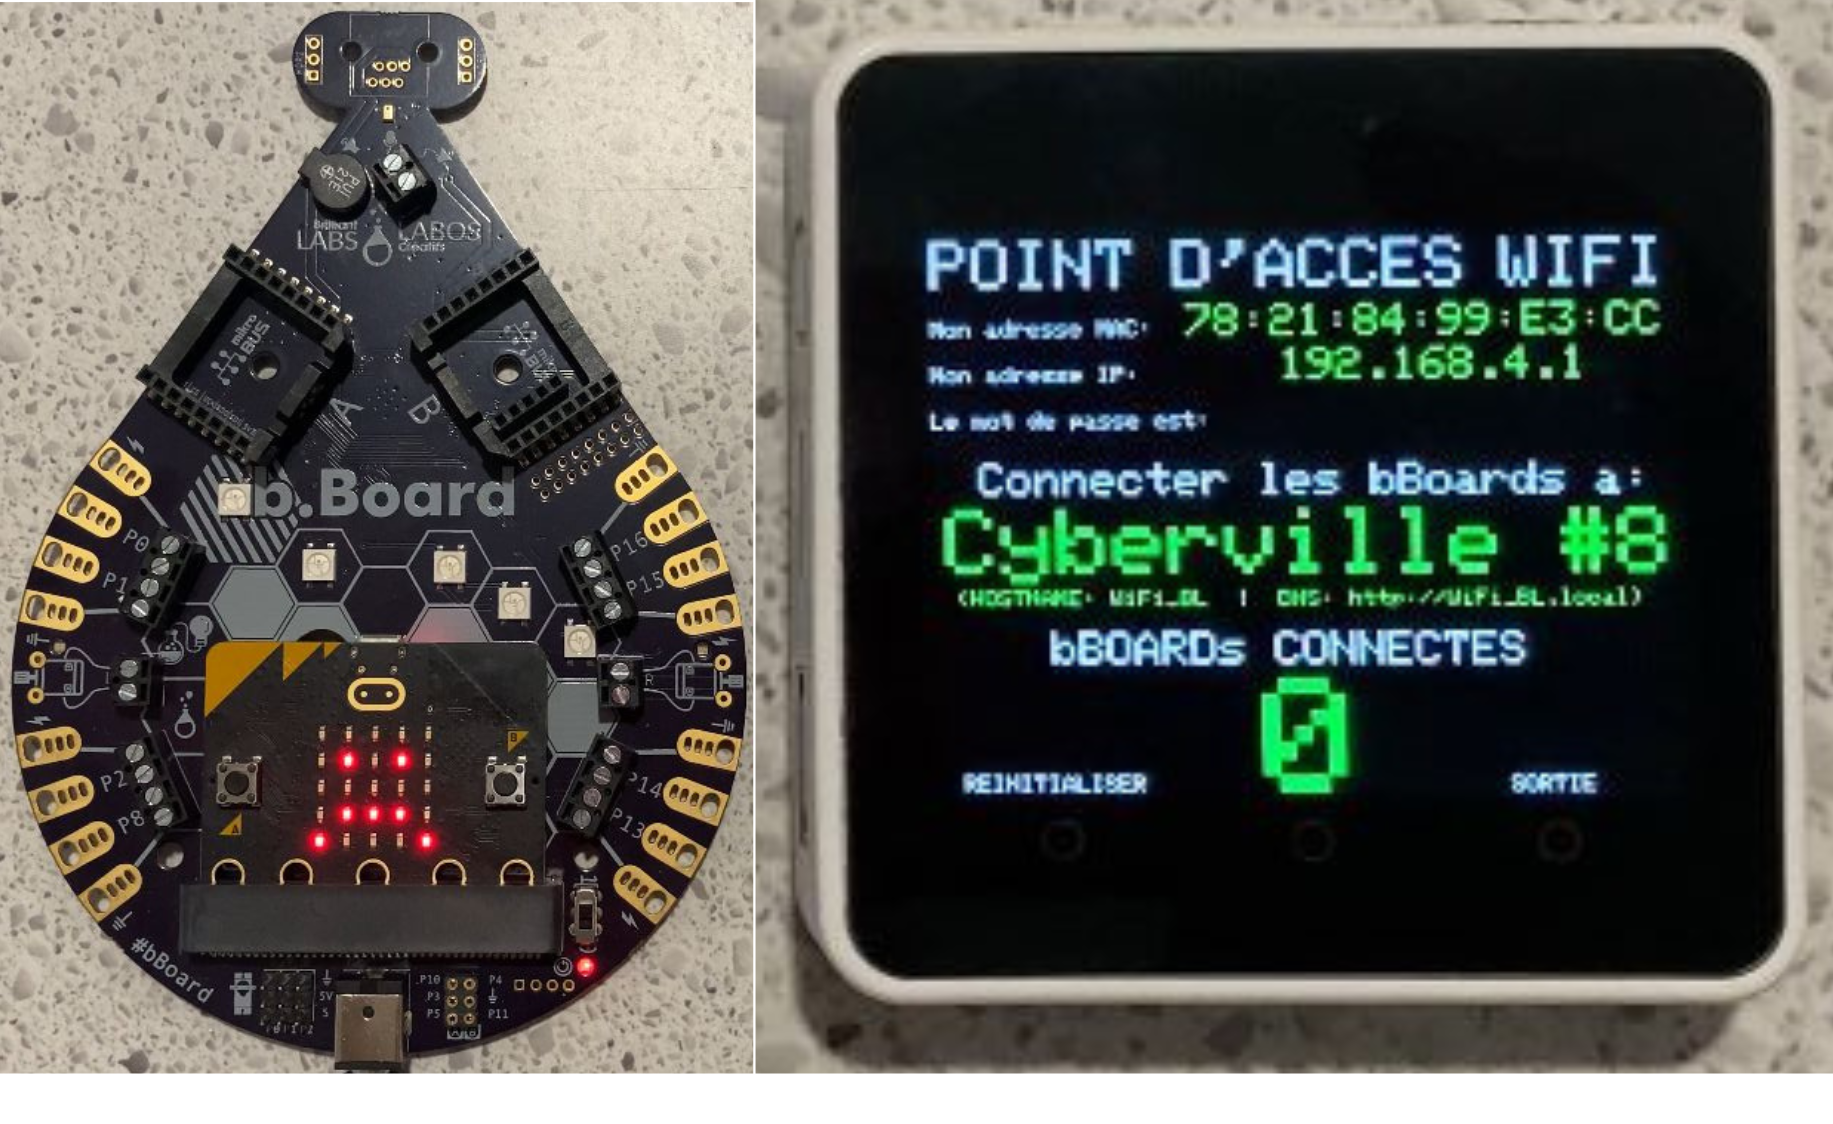 Brilliant
LABS
LABOS
créatifs
mikro
BUS
A
B
b.Board
P0
P16
P1
P15
R
B
P2
P14
P8
P13
A
#bBoard
5V
S
P10
P4
P3
P5
P11
POINT D'ACCES WIFI
Mon adresse MAC: 78:21:84:99:E3:CC
Mon adresse IP: 192.168.4.1
Le mot de passe est:
Connecter les bBoards a:
Cyberville #8
(HOSTNAME: WiFi_BL | DNS: http://WiFi_BL.local)
bBOARDs CONNECTES
0
REINITIALISER
SORTIE